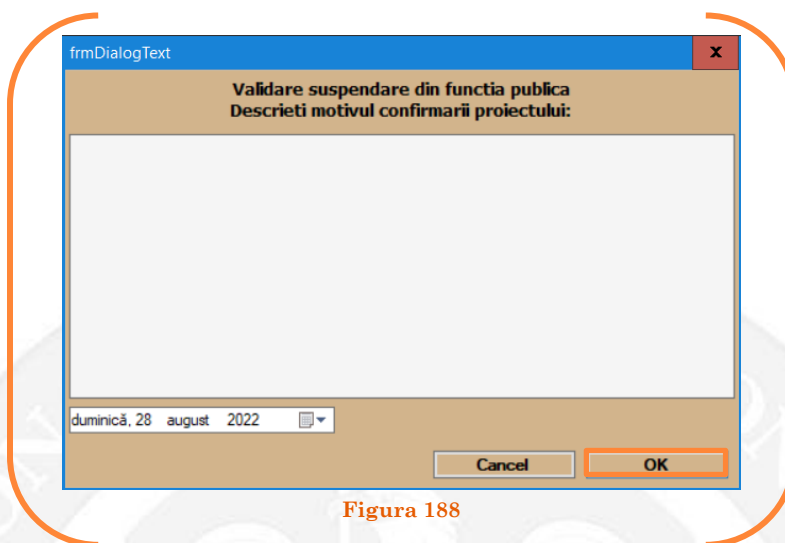 frmDialogText
x
Validare suspendare din functia publica
Descrieti motivul confirmarii proiectului:
duminică, 28 august 2022
Cancel
OK
Figura 188